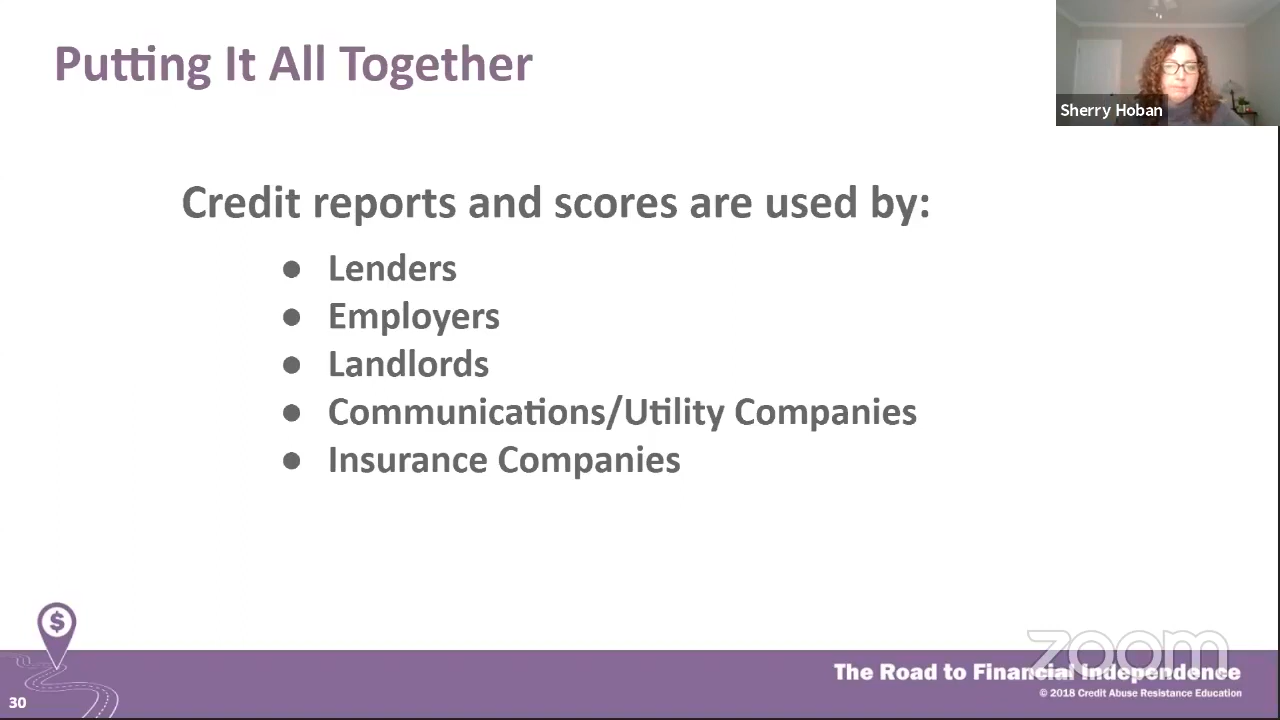 Putting It All Together
Sherry Hoban
Credit reports and scores are used by:
● Lenders
● Employers
● Landlords
● Communications/Utility Companies
● Insurance Companies
$
zoom
The Road to Financial Independence
© 2018 Credit Abuse Resistance Education
30